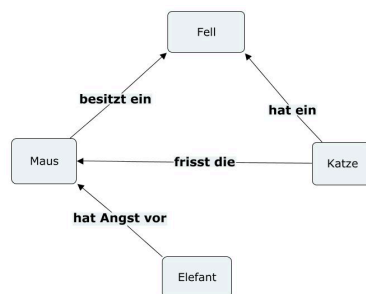 Fell
besitzt ein
hat ein
Maus
frisst die
Katze
hat Angst vor
Elefant